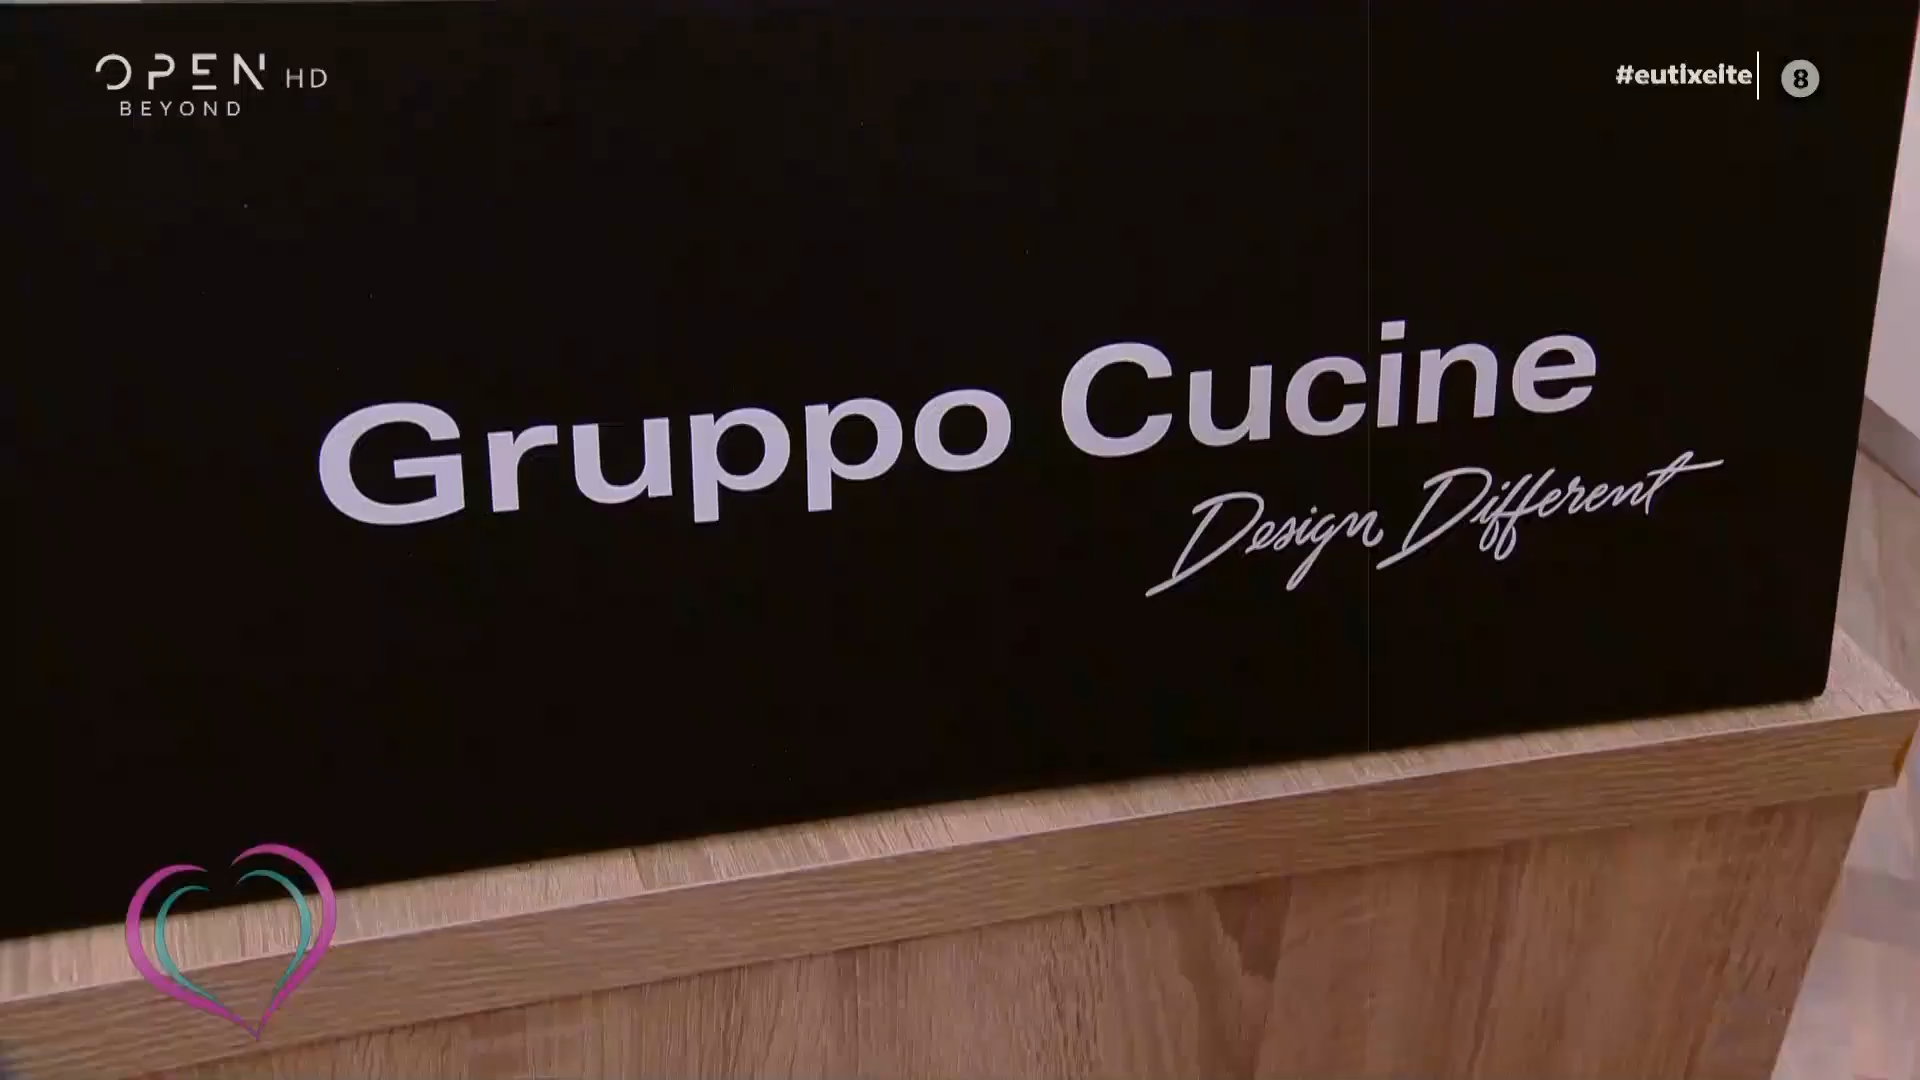 OPEN HD
BEYOND
#eutixeite
8
Gruppo Cucine
Design Different